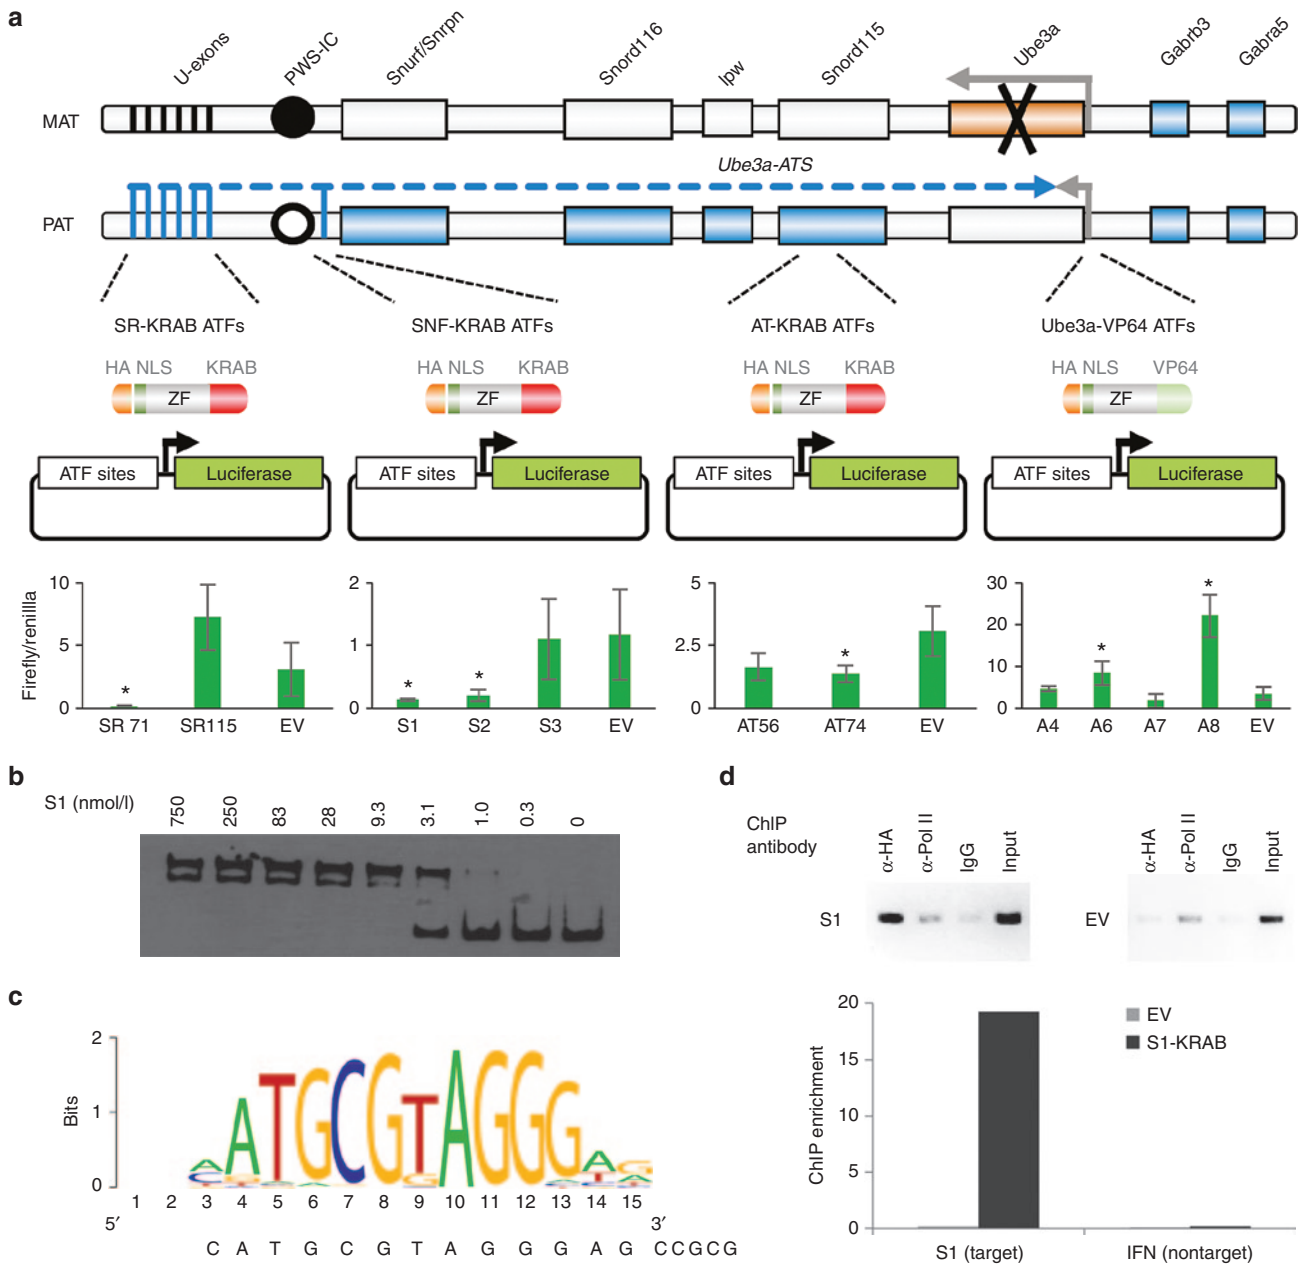 a
U-exons PWS-IC Snurf/Snrpn Snord116 Ipw Snord115 Ube3a Gabrb3 Gabra5
MAT
Ube3a-ATS
PAT
SR-KRAB ATFs SNF-KRAB ATFs AT-KRAB ATFs Ube3a-VP64 ATFs
HA NLS KRAB HA NLS KRAB HA NLS KRAB HA NLS VP64
ZF ZF ZF ZF
ATF sites Luciferase ATF sites Luciferase ATF sites Luciferase ATF sites Luciferase
Firefly/renillla
10 5 0
* 
SR 71 SR115 EV
2 1 0
* *
S1 S2 S3 EV
5 2.5 0
*
AT56 AT74 EV
30 20 10 0
* *
A4 A6 A7 A8 EV
b
S1 (nmol/l) 750 250 83 28 9.3 3.1 1.0 0.3 0
c
Bits
2
1
0
A A T G C G T A G G G A G
1 2 3 4 5 6 7 8 9 10 11 12 13 14 15
5′ 3′
C A T G C G T A G G G A G C C G C G
d
ChIP antibody
α-HA α-Pol II IgG Input
S1
α-HA α-Pol II IgG Input
EV
ChIP enrichment
20
15
10
5
0
EV
S1-KRAB
S1 (target) IFN (nontarget)